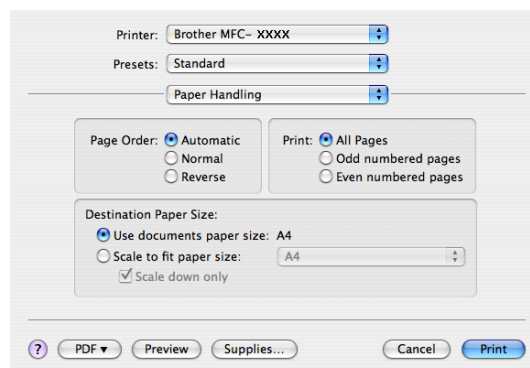 Printer: Brother MFC- XXXX
Presets: Standard
Paper Handling
Page Order: Automatic
Normal
Reverse
Print: All Pages
Odd numbered pages
Even numbered pages
Destination Paper Size:
Use documents paper size: A4
Scale to fit paper size: A4
Scale down only
? PDF▼ Preview Supplies... Cancel Print